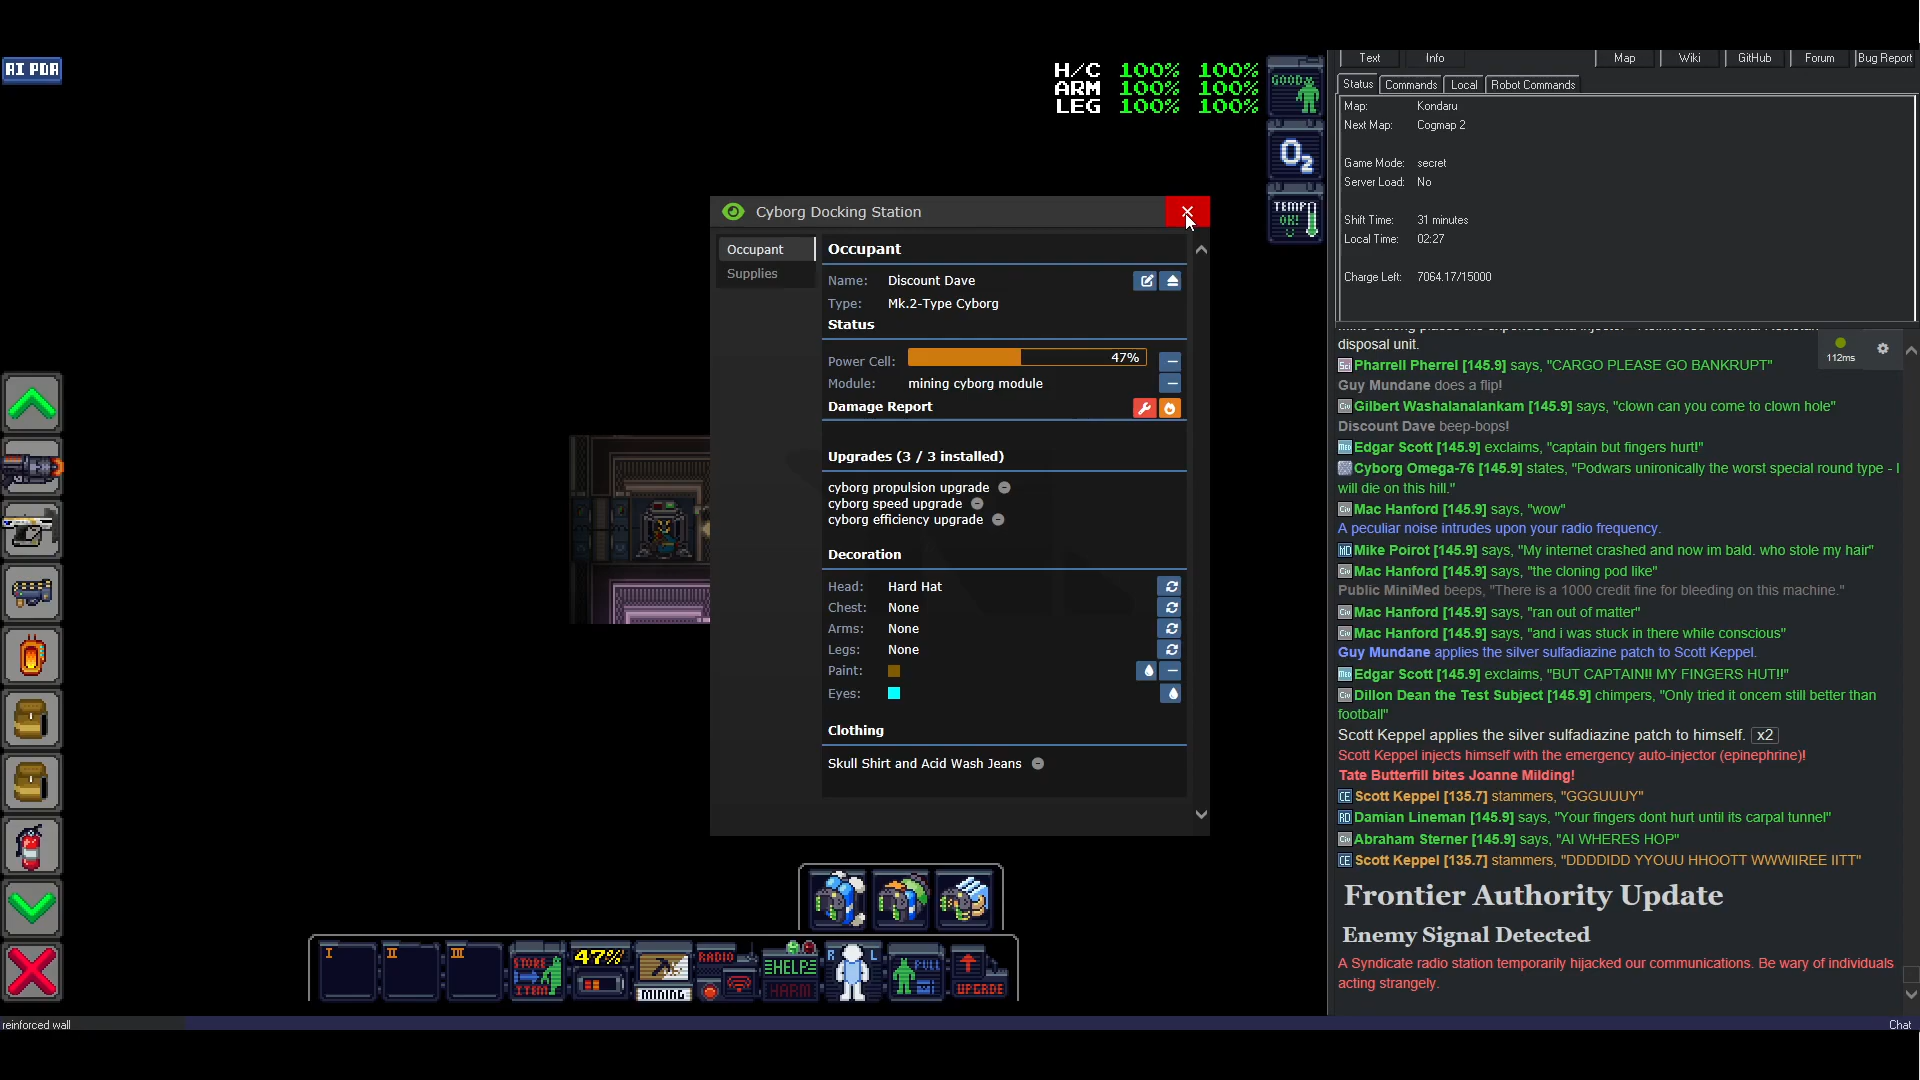 AI PDA
H/C 100% 100%
ARM 100% 100%
LEG 100% 100%
GOOD
O2
TEMP
OK!
Text Info Map Wiki GitHub Forum Bug Report
Status Commands Local Robot Commands
Map: Kondaru
Next Map: Cogmap 2
Game Mode: secret
Server Load: No
Shift Time: 31 minutes
Local Time: 02:27
Charge Left: 7064.17/15000
Cyborg Docking Station
Occupant
Supplies
Occupant
Name: Discount Dave
Type: Mk.2-Type Cyborg
Status
Power Cell: 47%
Module: mining cyborg module
Damage Report
Upgrades (3 / 3 installed)
cyborg propulsion upgrade
cyborg speed upgrade
cyborg efficiency upgrade
Decoration
Head: Hard Hat
Chest: None
Arms: None
Legs: None
Paint:
Eyes:
Clothing
Skull Shirt and Acid Wash Jeans
disposal unit.
112ms
Pharrell Pherrel [145.9] says, "CARGO PLEASE GO BANKRUPT"
Guy Mundane does a flip!
Gilbert Washalanalankam [145.9] says, "clown can you come to clown hole"
Discount Dave beep-bops!
Edgar Scott [145.9] exclaims, "captain but fingers hurt!"
Cyborg Omega-76 [145.9] states, "Podwars unironically the worst special round type - I
will die on this hill."
Mac Hanford [145.9] says, "wow"
A peculiar noise intrudes upon your radio frequency.
MD Mike Poirot [145.9] says, "My internet crashed and now im bald. who stole my hair"
Mac Hanford [145.9] says, "the cloning pod like"
Public MiniMed beeps, "There is a 1000 credit fine for bleeding on this machine."
Mac Hanford [145.9] says, "ran out of matter"
Mac Hanford [145.9] says, "and i was stuck in there while conscious"
Guy Mundane applies the silver sulfadiazine patch to Scott Keppel.
Edgar Scott [145.9] exclaims, "BUT CAPTAIN!! MY FINGERS HUT!!"
Dillon Dean the Test Subject [145.9] chimpers, "Only tried it oncem still better than
football"
Scott Keppel applies the silver sulfadiazine patch to himself. x2
Scott Keppel injects himself with the emergency auto-injector (epinephrine)!
Tate Butterfill bites Joanne Milding!
CE Scott Keppel [135.7] stammers, "GGGUUUY"
RD Damian Lineman [145.9] says, "Your fingers dont hurt until its carpal tunnel"
Abraham Sterner [145.9] says, "AI WHERES HOP"
CE Scott Keppel [135.7] stammers, "DDDDIDD YYOUU HHOOTT WWWIIREE IITT"
Frontier Authority Update
Enemy Signal Detected
A Syndicate radio station temporarily hijacked our communications. Be wary of individuals
acting strangely.
I II III
STORE
ITEM
47%
MINING
RADIO
HELP
HARM
R L
PULL
UPGRDE
reinforced wall
Chat